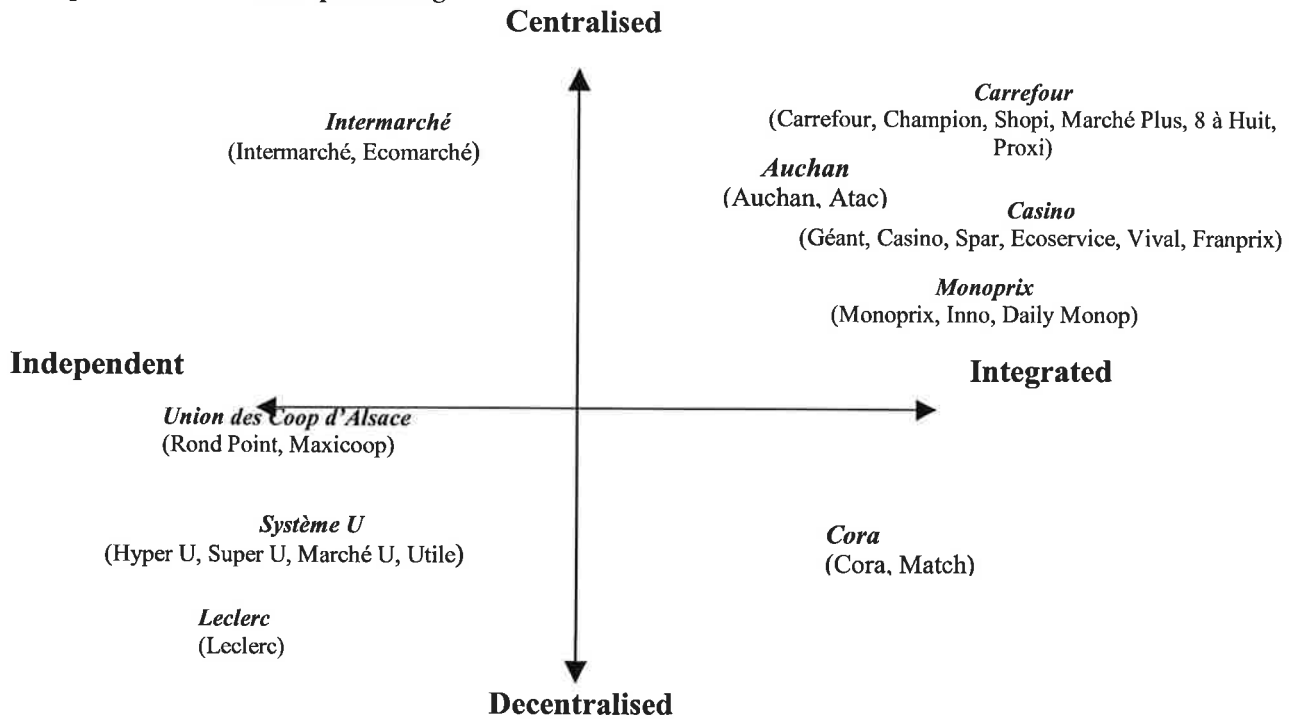 Centralised
Carrefour
(Carrefour, Champion, Shopi, Marché Plus, 8 à Huit,
Proxi)
Intermarché
(Intermarché, Ecomarché)
Auchan
(Auchan, Atac)
Casino
(Géant, Casino, Spar, Ecoservice, Vival, Franprix)
Monoprix
(Monoprix, Inno, Daily Monop)
Independent
Integrated
Union des Coop d'Alsace
(Rond Point, Maxicoop)
Système U
(Hyper U, Super U, Marché U, Utile)
Cora
(Cora, Match)
Leclerc
(Leclerc)
Decentralised